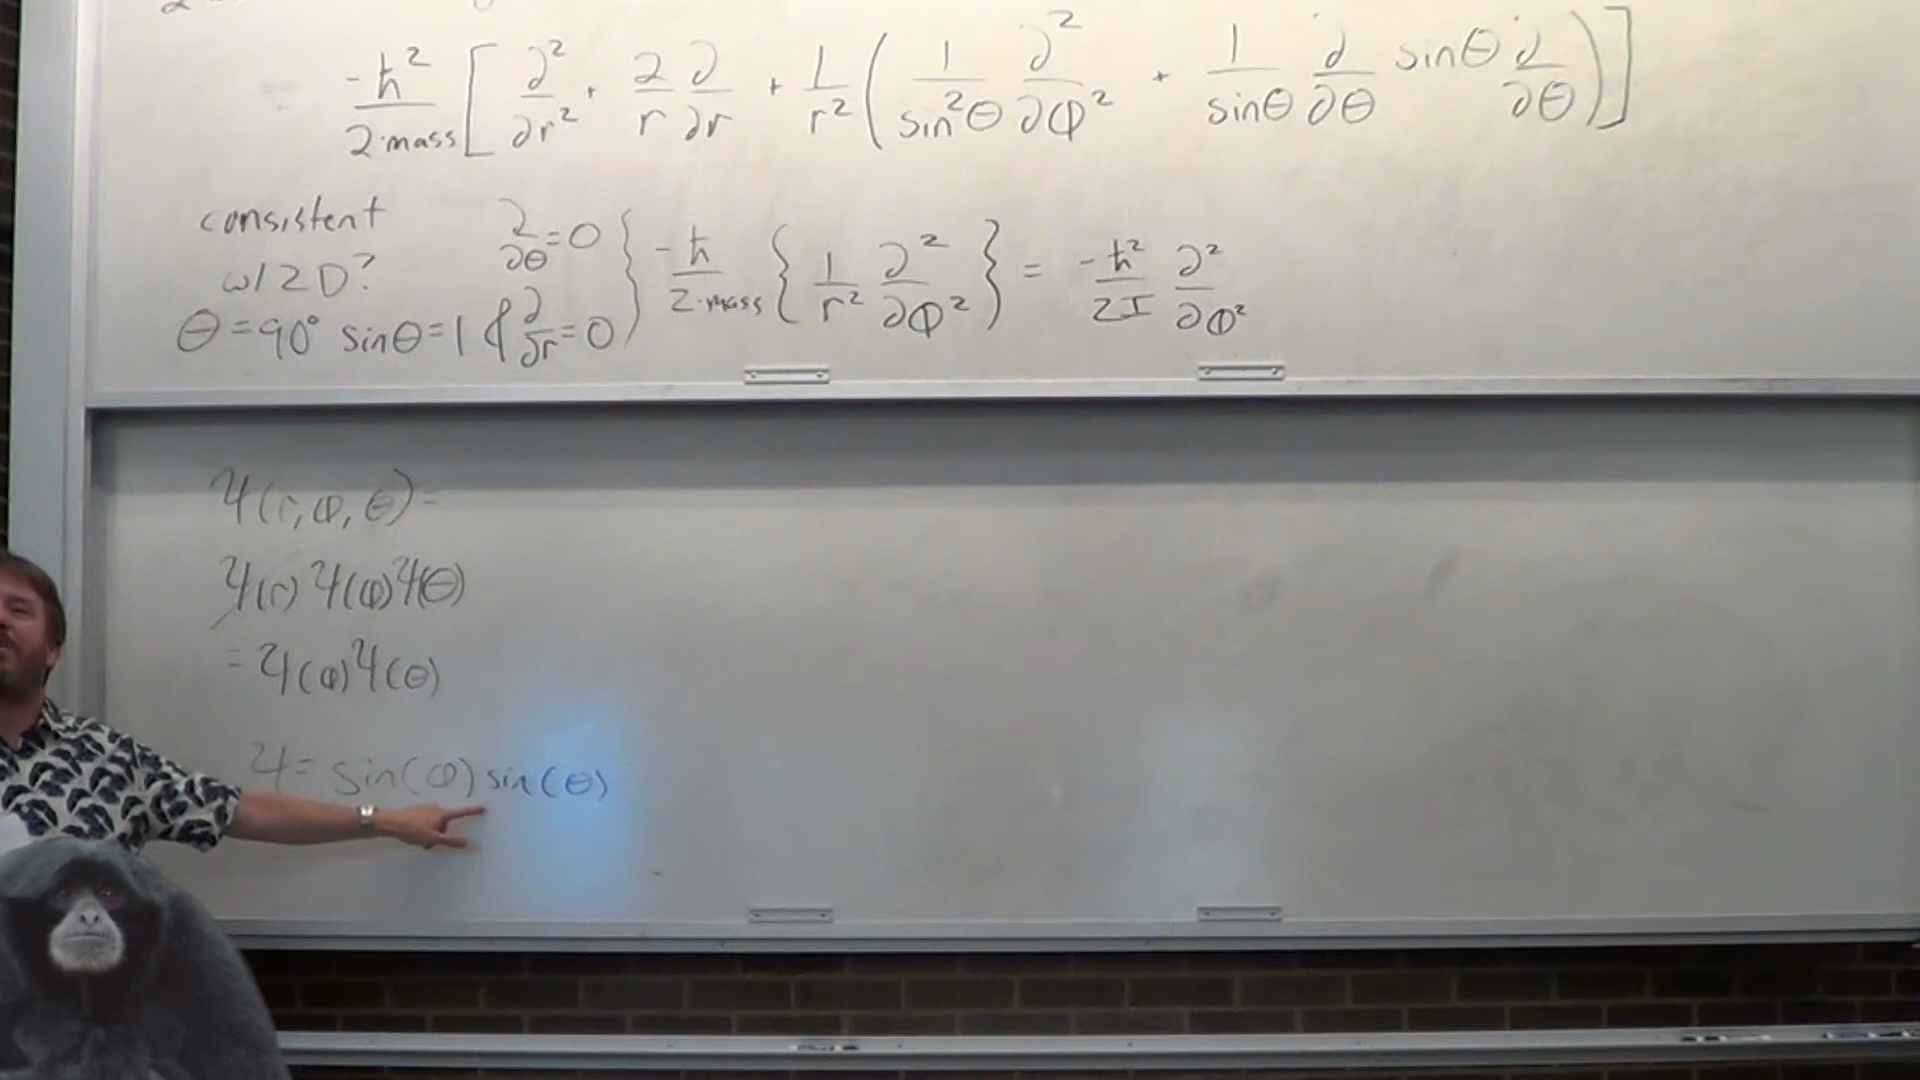 -ħ²/2·mass [∂²/∂r² + 2/r ∂/∂r + 1/r² (1/sin²θ ∂²/∂φ² + 1/sinθ ∂/∂θ sinθ ∂/∂θ)]
consistent w/ 2D?
θ=90° sinθ=1 & ∂/∂r=0
∂/∂θ=0 } -ħ/2·mass {1/r² ∂²/∂φ²} = -ħ²/2I ∂²/∂φ²
Ψ(r,φ,θ)=
Ψ(r)Ψ(φ)Ψ(θ)
=Ψ(φ)Ψ(θ)
Ψ= sin(φ)sin(θ)